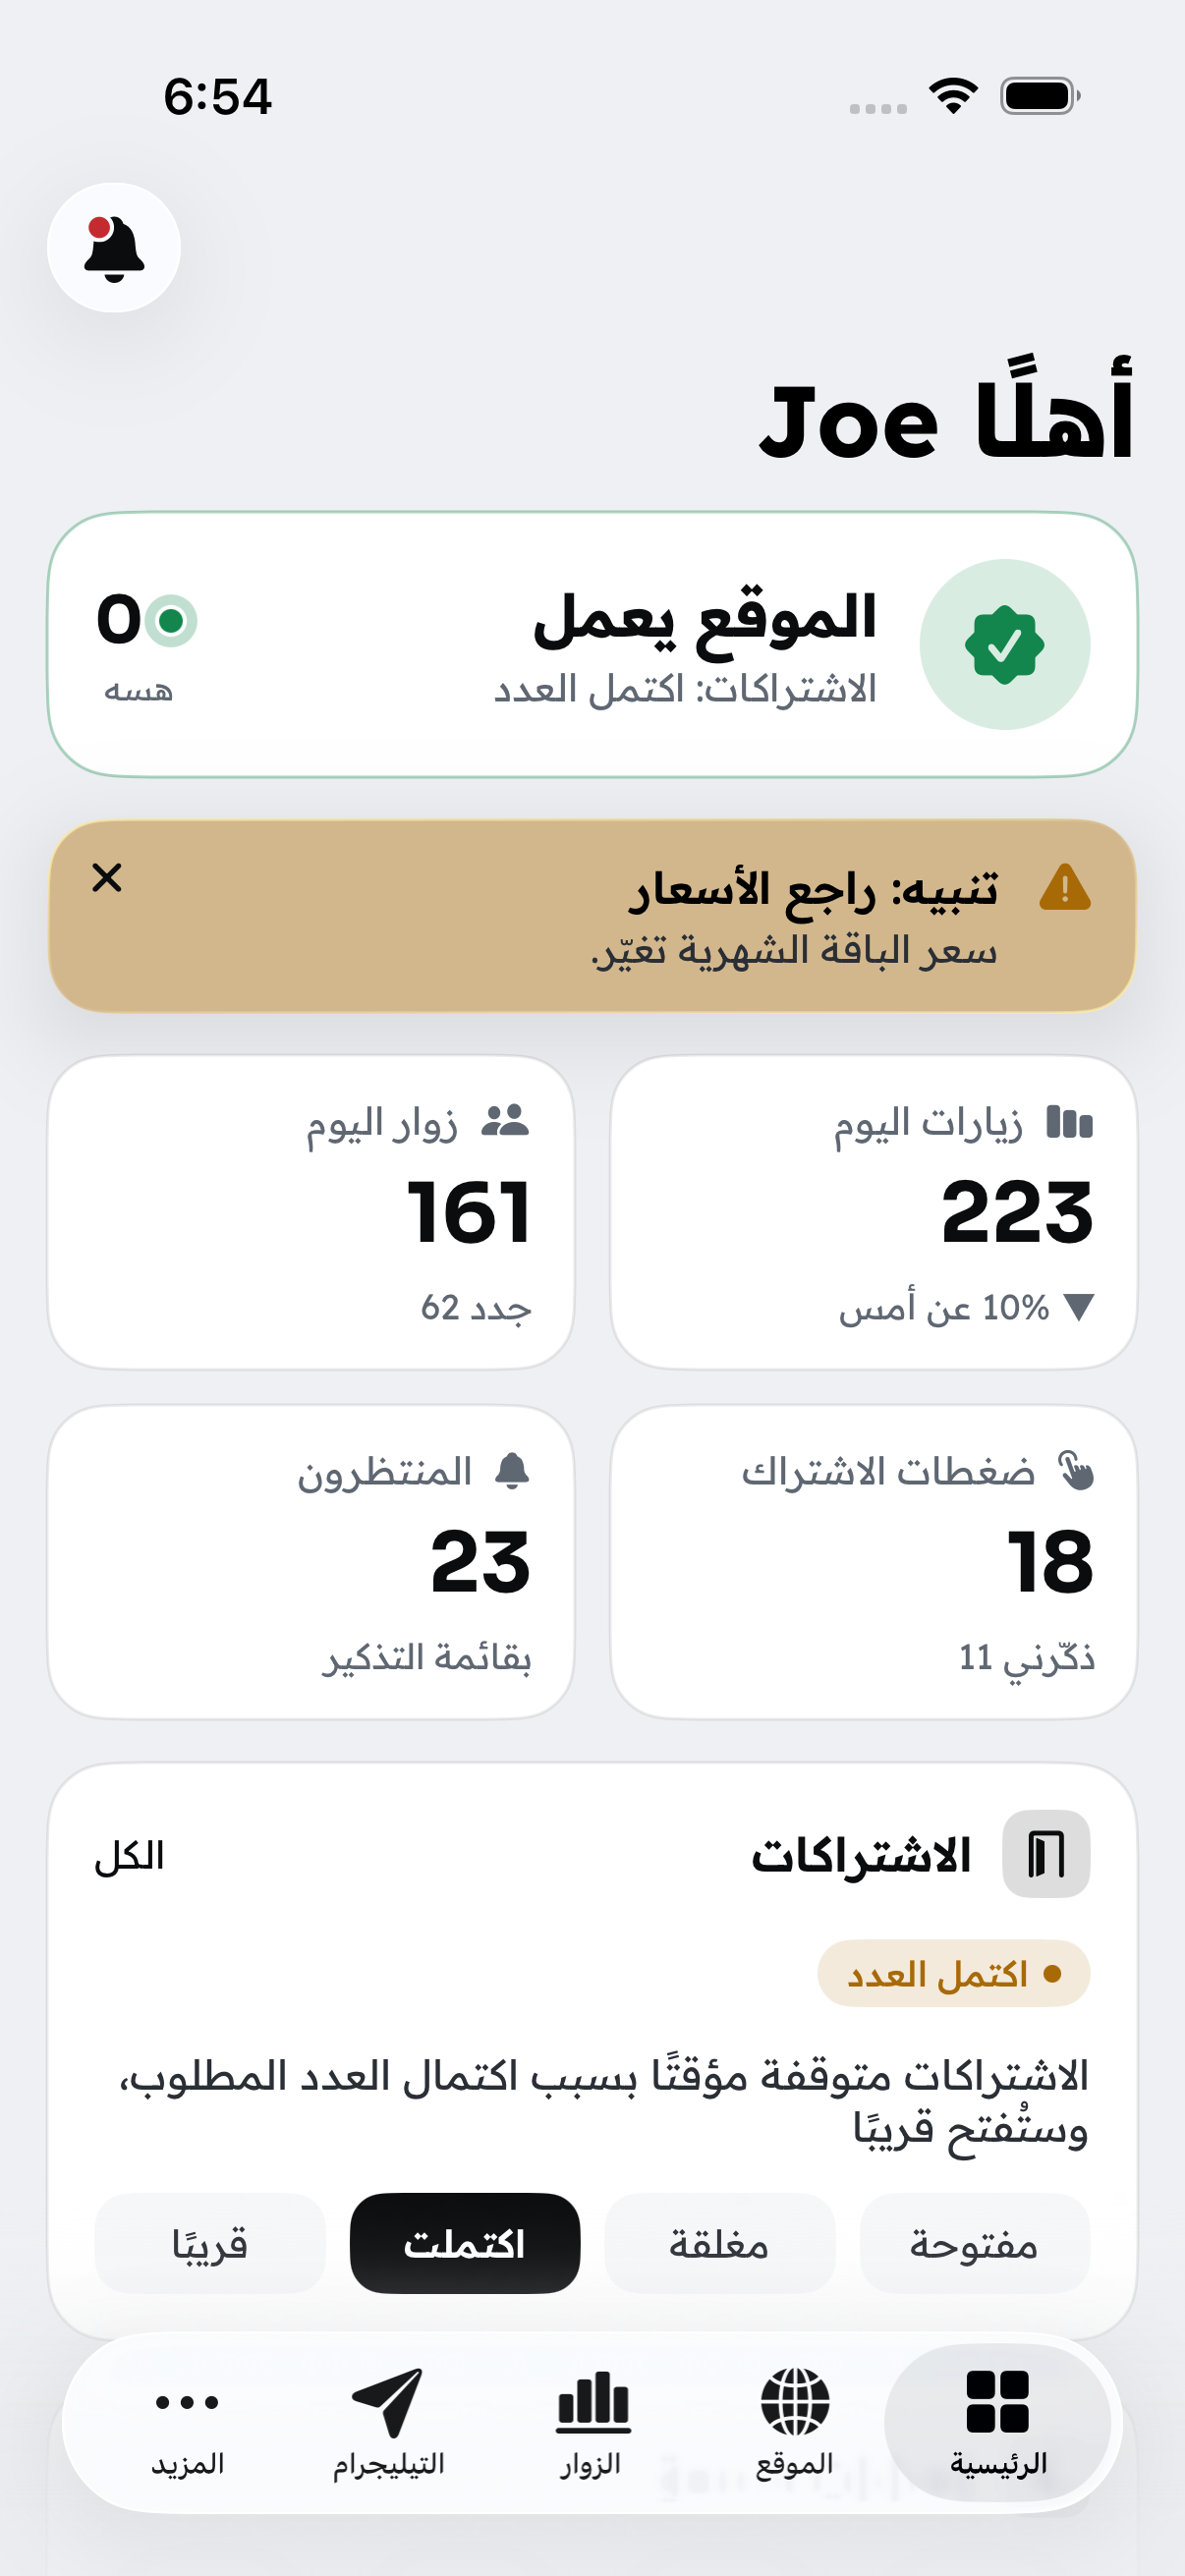 6:54
أهلًا Joe
الموقع يعمل
الاشتراكات: اكتمل العدد
0
هسه
تنبيه: راجع الأسعار
سعر الباقة الشهرية تغيّر.
زيارات اليوم
223
▼ 10% عن أمس
زوار اليوم
161
جدد 62
ضغطات الاشتراك
18
ذكّرني 11
المنتظرون
23
بقائمة التذكير
الاشتراكات
الكل
اكتمل العدد
الاشتراكات متوقفة مؤقتًا بسبب اكتمال العدد المطلوب،
وستُفتح قريبًا
مفتوحة
مغلقة
اكتملت
قريبًا
الرئيسية
الموقع
الزوار
التيليجرام
المزيد